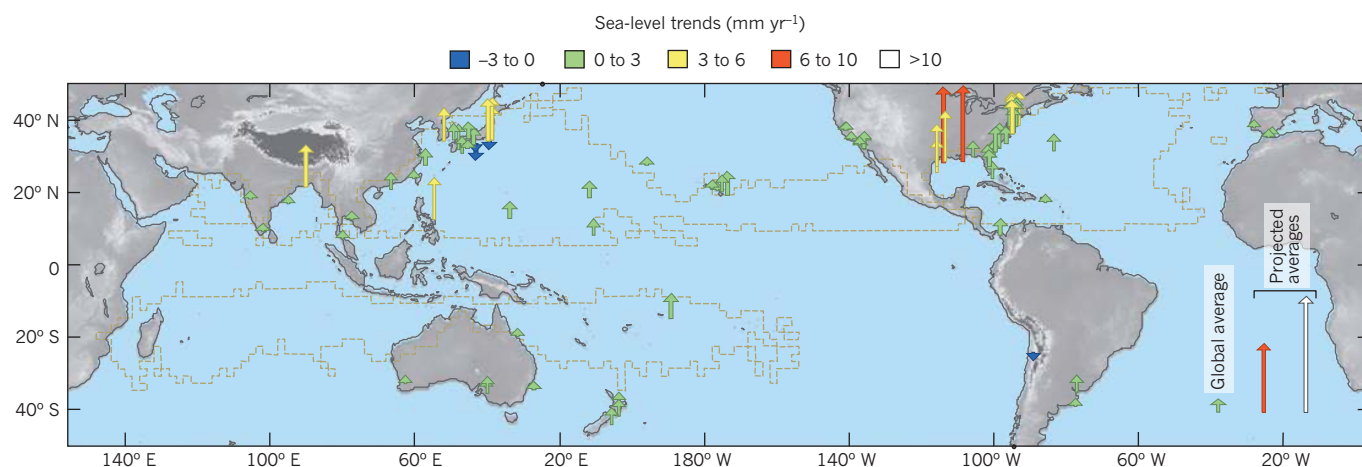 Sea-level trends (mm yr⁻¹)
–3 to 0 0 to 3 3 to 6 6 to 10 >10
40° N
20° N
0
20° S
40° S
Global average
Projected
averages
140° E 100° E 60° E 20° E 180° W 140° W 100° W 60° W 20° W